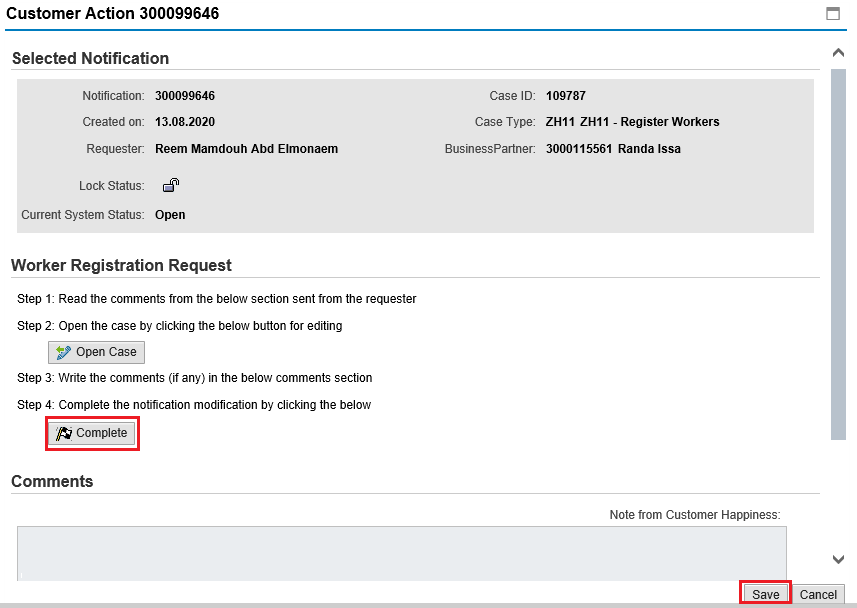 Customer Action 300099646
Selected Notification
Notification: 300099646 Case ID: 109787
Created on: 13.08.2020 Case Type: ZH11 ZH11 - Register Workers
Requester: Reem Mamdouh Abd Elmonaem BusinessPartner: 3000115561 Randa Issa
Lock Status:
Current System Status: Open
Worker Registration Request
Step 1: Read the comments from the below section sent from the requester
Step 2: Open the case by clicking the below button for editing
Open Case
Step 3: Write the comments (if any) in the below comments section
Step 4: Complete the notification modification by clicking the below
Complete
Comments
Note from Customer Happiness:
Save Cancel